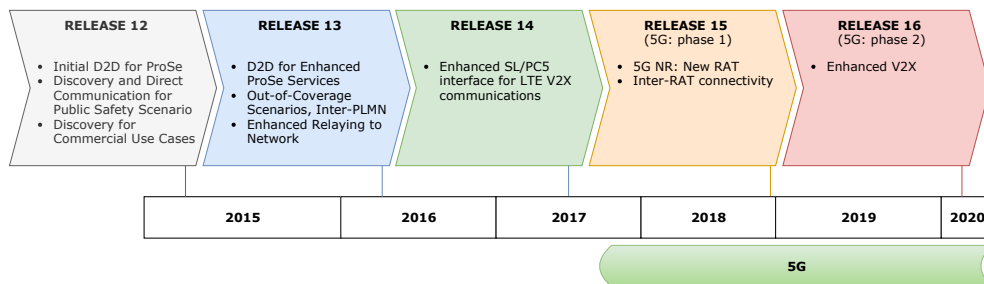 RELEASE 12
• Initial D2D for ProSe
• Discovery and Direct
Communication for
Public Safety Scenario
• Discovery for
Commercial Use Cases
RELEASE 13
• D2D for Enhanced
ProSe Services
• Out-of-Coverage
Scenarios, Inter-PLMN
• Enhanced Relaying to
Network
RELEASE 14
• Enhanced SL/PC5
interface for LTE V2X
communications
RELEASE 15
(5G: phase 1)
• 5G NR: New RAT
• Inter-RAT connectivity
RELEASE 16
(5G: phase 2)
• Enhanced V2X
2015
2016
2017
2018
2019
2020
5G